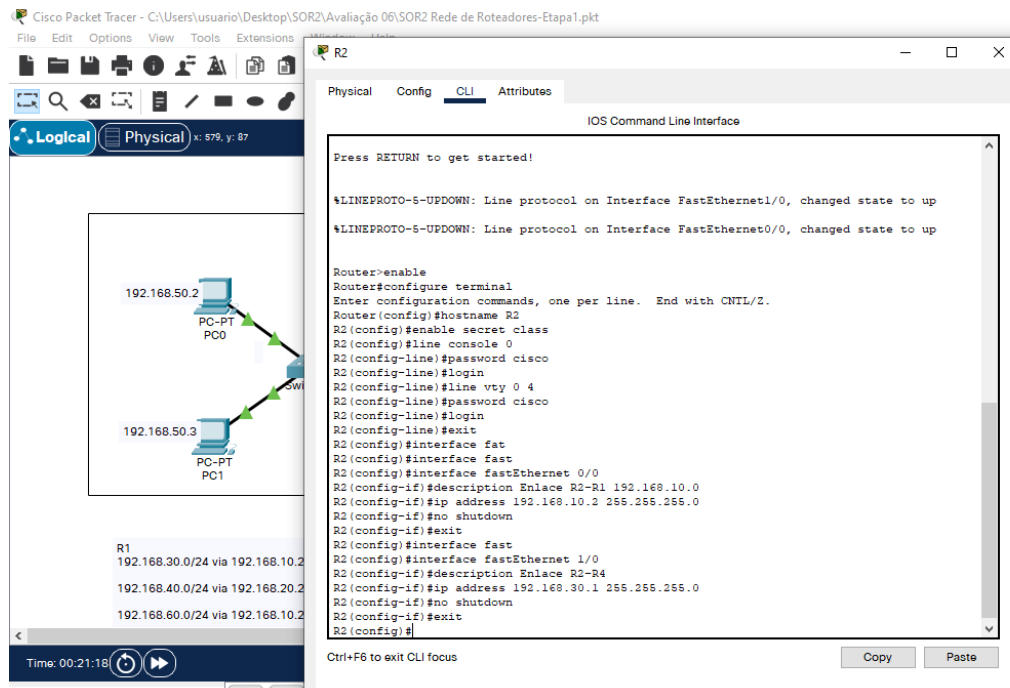 Cisco Packet Tracer - C:\Users\usuario\Desktop\SOR2\Avaliação 06\SOR2 Rede de Roteadores-Etapa1.pkt
File Edit Options View Tools Extensions Window Help
R2
Physical Config CLI Attributes
IOS Command Line Interface
Logical Physical x: 579, y: 87
Press RETURN to get started!
%LINEPROTO-5-UPDOWN: Line protocol on Interface FastEthernet1/0, changed state to up
%LINEPROTO-5-UPDOWN: Line protocol on Interface FastEthernet0/0, changed state to up
Router>enable
Router#configure terminal
Enter configuration commands, one per line. End with CNTL/Z.
Router(config)#hostname R2
R2(config)#enable secret class
R2(config)#line console 0
R2(config-line)#password cisco
R2(config-line)#login
R2(config-line)#line vty 0 4
R2(config-line)#password cisco
R2(config-line)#login
R2(config-line)#exit
R2(config)#interface fat
R2(config)#interface fast
R2(config)#interface fastEthernet 0/0
R2(config-if)#description Enlace R2-R1 192.168.10.0
R2(config-if)#ip address 192.168.10.2 255.255.255.0
R2(config-if)#no shutdown
R2(config-if)#exit
R2(config)#interface fast
R2(config)#interface fastEthernet 1/0
R2(config-if)#description Enlace R2-R4
R2(config-if)#ip address 192.168.30.1 255.255.255.0
R2(config-if)#no shutdown
R2(config-if)#exit
R2(config)#
192.168.50.2
PC-PT
PC0
Swi
192.168.50.3
PC-PT
PC1
R1
192.168.30.0/24 via 192.168.10.2
192.168.40.0/24 via 192.168.20.2
192.168.60.0/24 via 192.168.10.2
Time: 00:21:18
Ctrl+F6 to exit CLI focus
Copy Paste